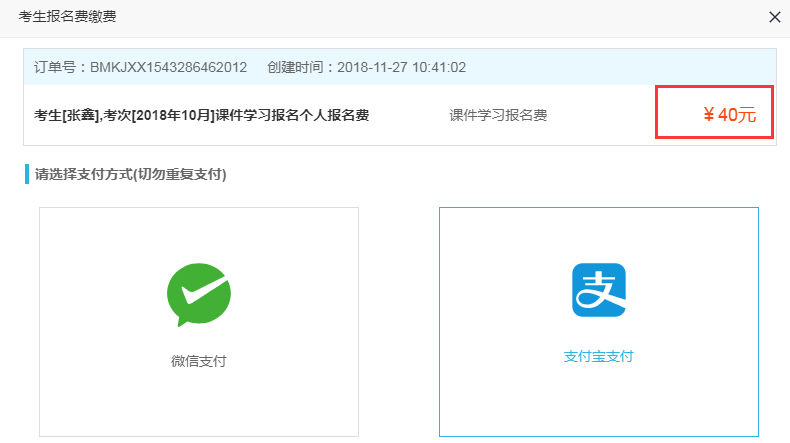 考生报名费缴费
订单号：BMKJXX1543286462012 创建时间：2018-11-27 10:41:02
考生[张鑫],考次[2018年10月]课件学习报名个人报名费 课件学习报名费 ￥40元
请选择支付方式(切勿重复支付)
支
微信支付 支付宝支付